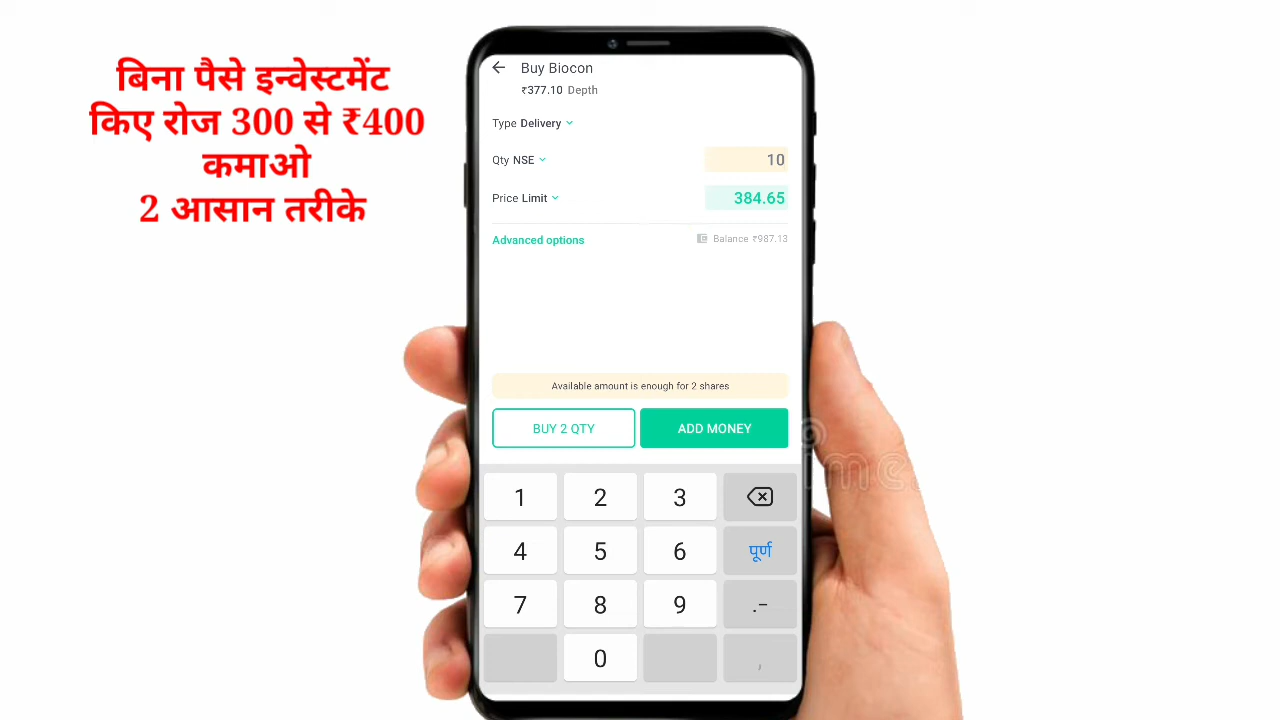 बिना पैसे इन्वेस्टमेंट
किए रोज 300 से ₹400
कमाओ
2 आसान तरीके
Buy Biocon
₹377.10 Depth
Type Delivery
Qty NSE 10
Price Limit 384.65
Advanced options Balance ₹987.13
Available amount is enough for 2 shares
BUY 2 QTY ADD MONEY
1 2 3
4 5 6 पूर्ण
7 8 9 .–
0 ,